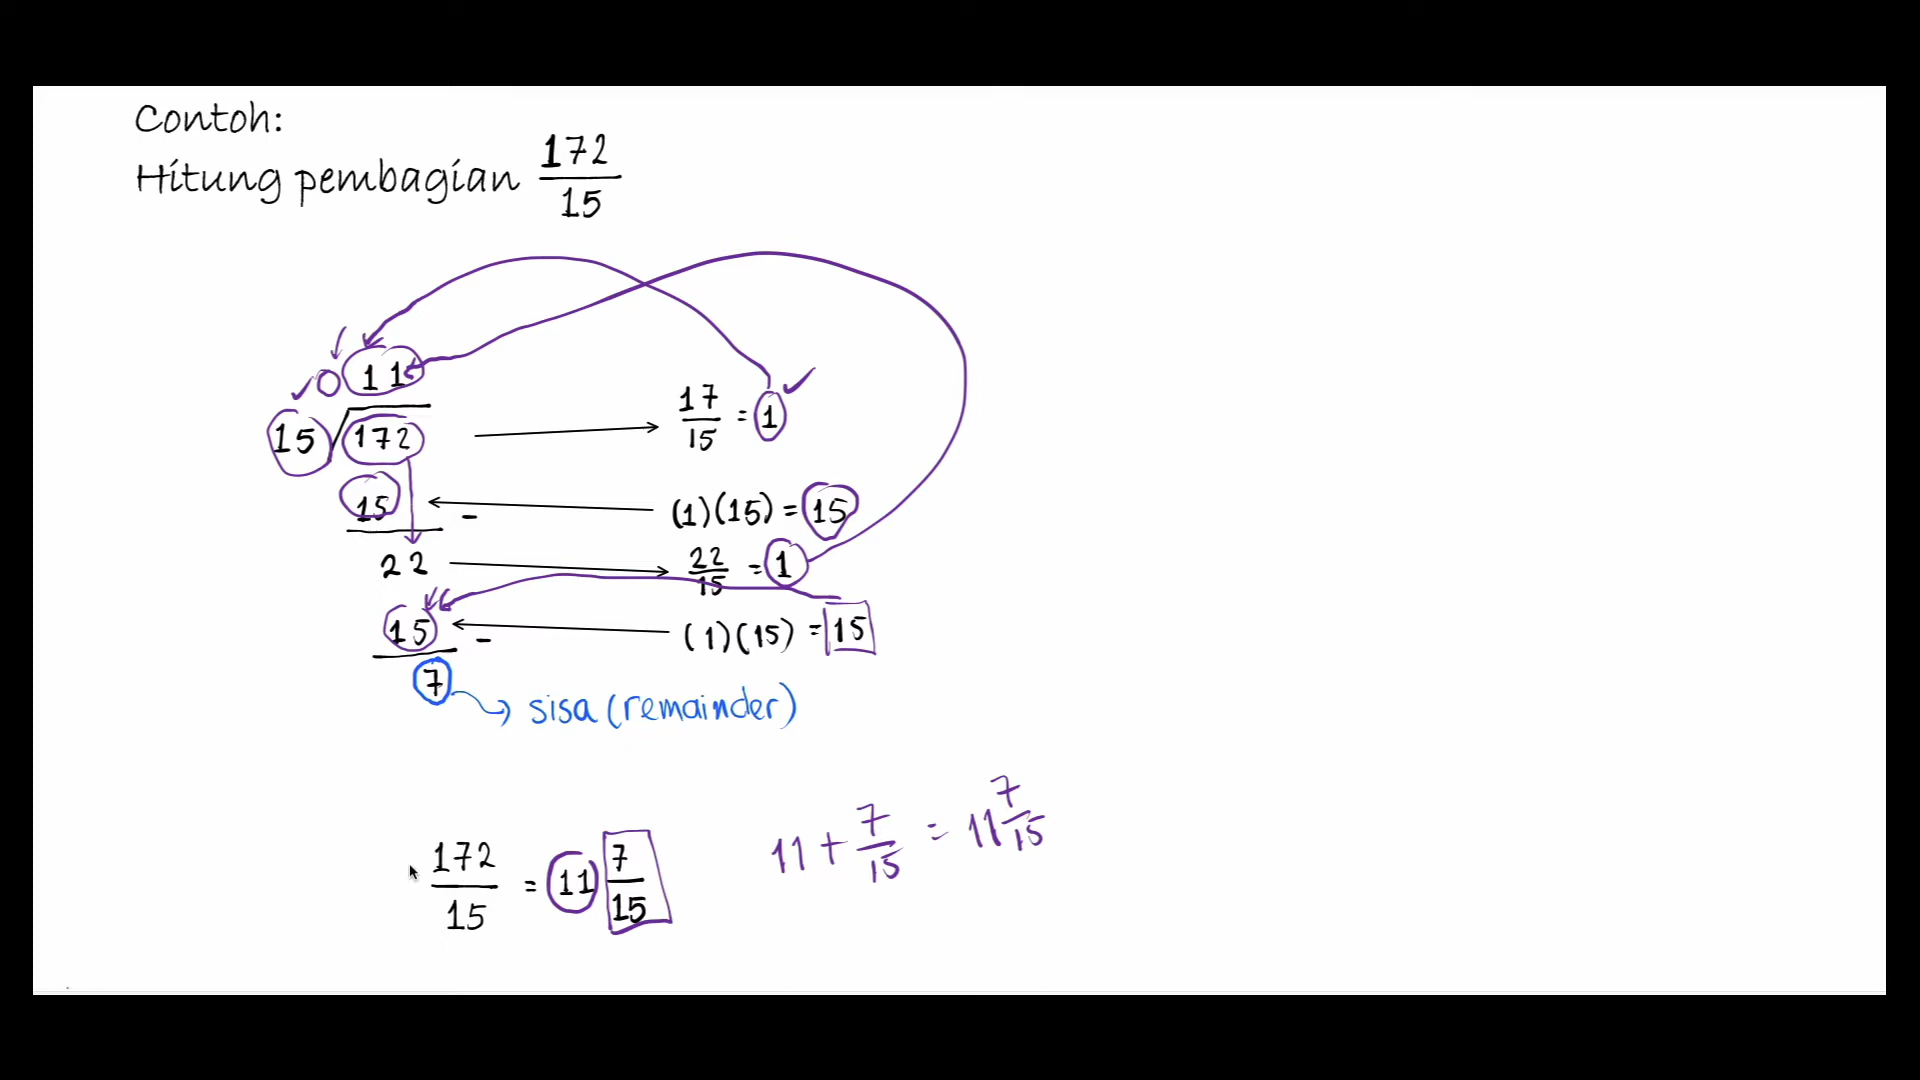 Contoh:
Hitung pembagian 172/15
0 11
15 √172 17/15 = 1
15 - (1)(15) = 15
22 22/15 = 1
15 - (1)(15) = 15
7 sisa (remainder)
172/15 = 11 7/15
11 + 7/15 = 11 7/15